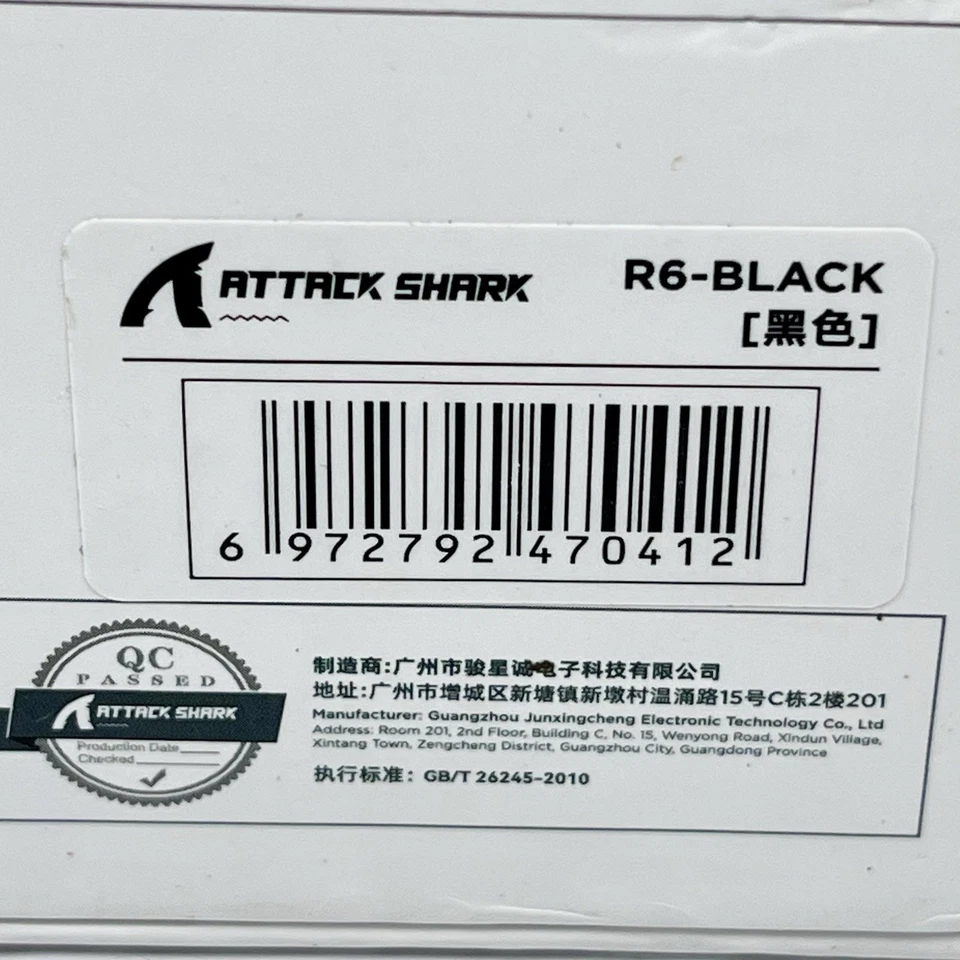 ATTACK SHARK
R6-BLACK
[黑色]
6 972792 470412
QC
PASSED
ATTACK SHARK
Production Date
Checked
制造商:广州市骏星诚电子科技有限公司
地址:广州市增城区新塘镇新墩村温涌路15号C栋2楼201
Manufacturer: Guangzhou Junxingcheng Electronic Technology Co., Ltd
Address: Room 201, 2nd Floor, Building C, No. 15, Wenyong Road, Xindun Village,
Xintang Town, Zengcheng District, Guangzhou City, Guangdong Province
执行标准：GB/T 26245-2010